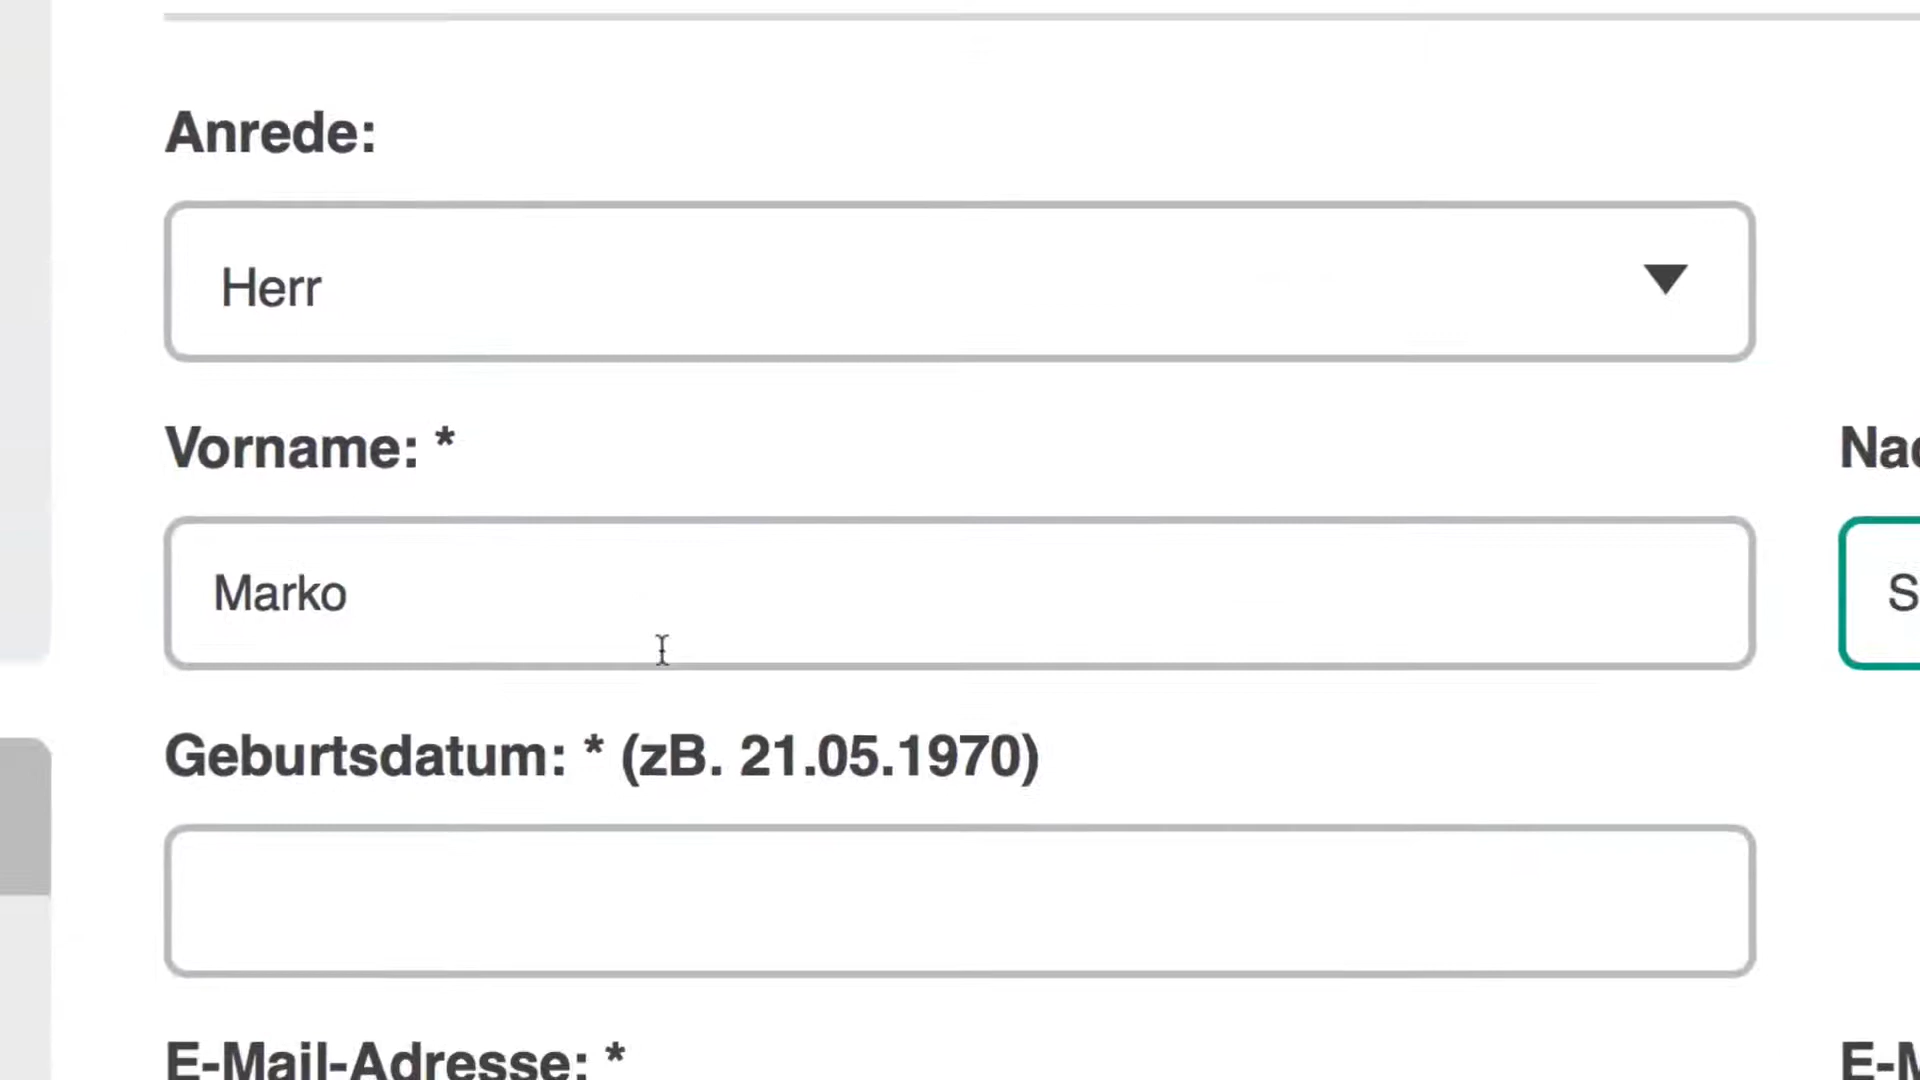 Anrede:
Herr
Vorname: *
Marko
Geburtsdatum: * (zB. 21.05.1970)
E-Mail-Adresse: *